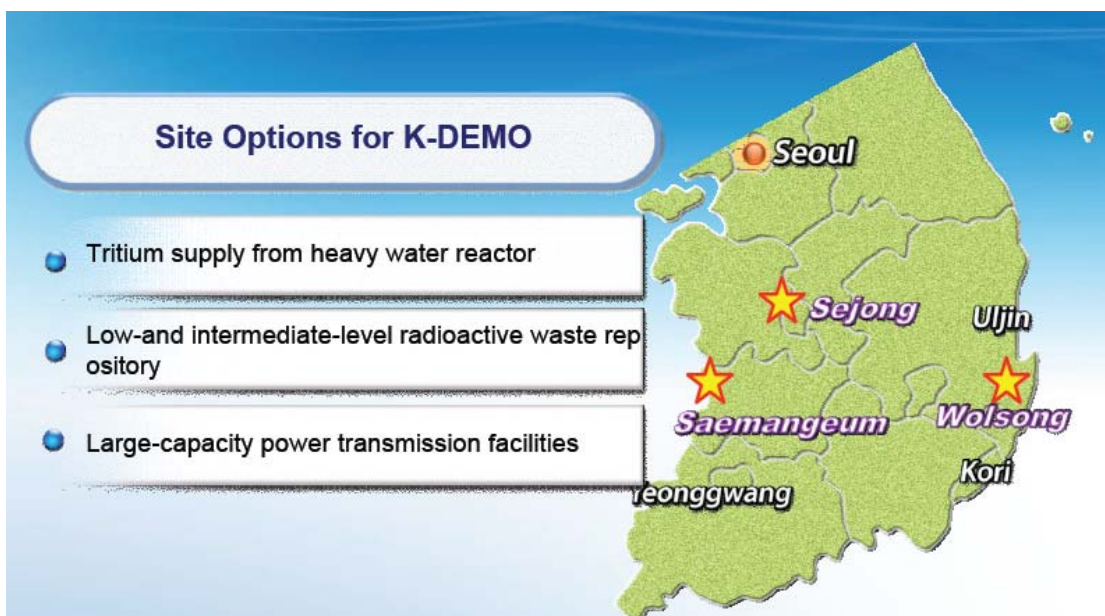 Site Options for K-DEMO
Tritium supply from heavy water reactor
Low-and intermediate-level radioactive waste rep
ository
Large-capacity power transmission facilities
Seoul
Sejong
Uljin
Saemangeum
Wolsong
Kori
Yeonggwang